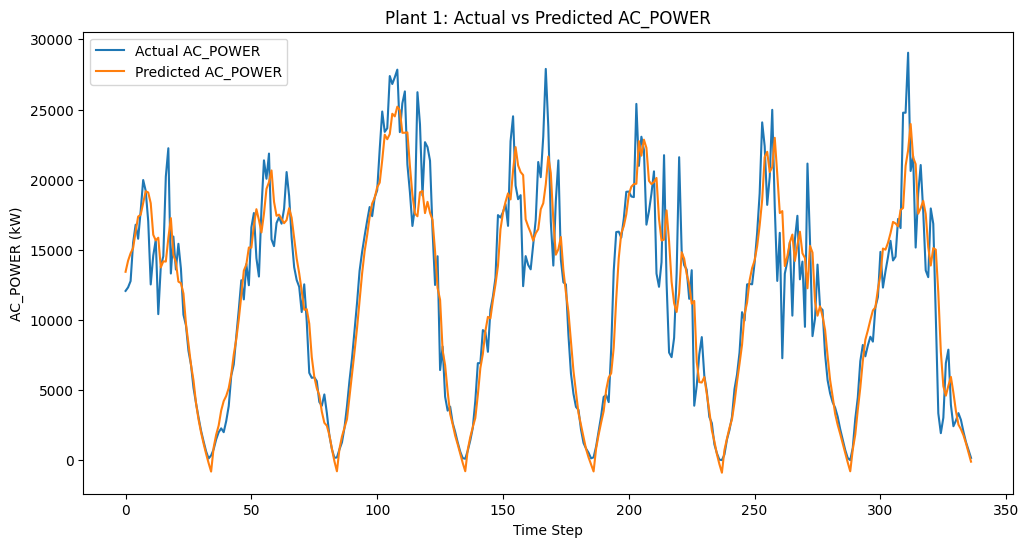 Plant 1: Actual vs Predicted AC_POWER
Actual AC_POWER
Predicted AC_POWER
AC_POWER (kW)
30000
25000
20000
15000
10000
5000
0
0 50 100 150 200 250 300 350
Time Step